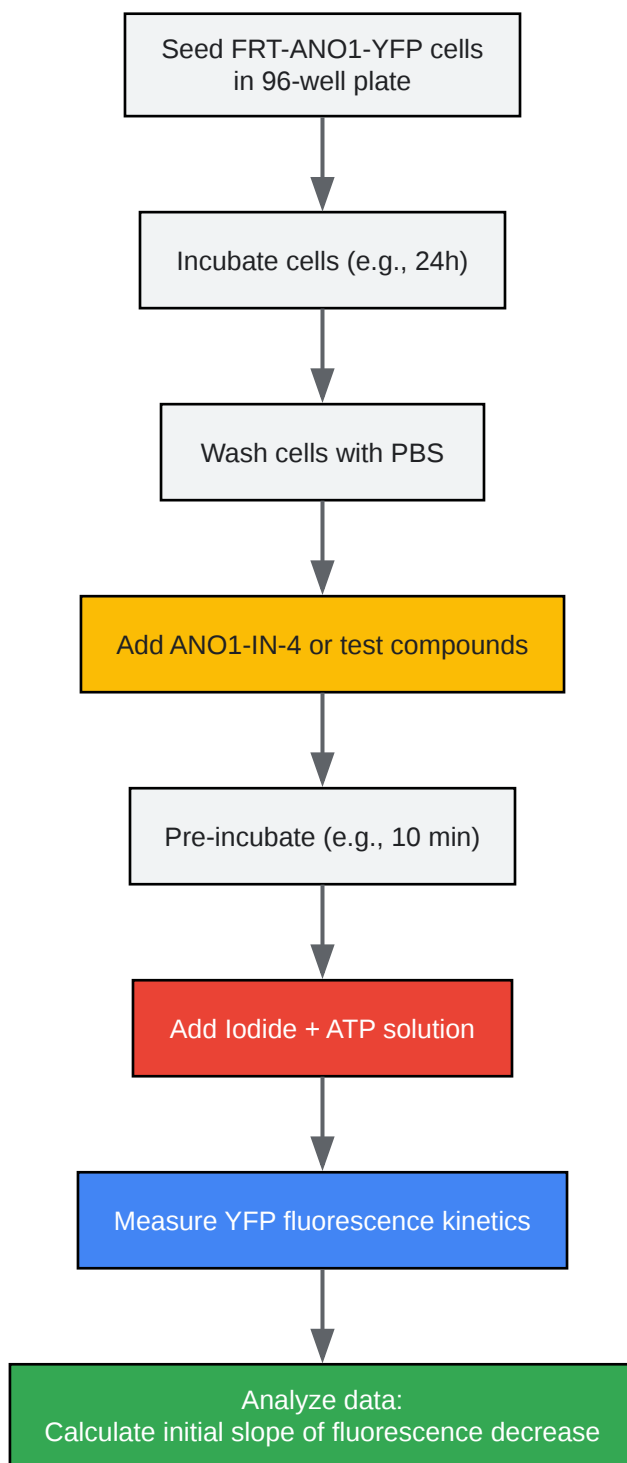 Seed FRT-ANO1-YFP cells
in 96-well plate
Incubate cells (e.g., 24h)
Wash cells with PBS
Add ANO1-IN-4 or test compounds
Pre-incubate (e.g., 10 min)
Add Iodide + ATP solution
Measure YFP fluorescence kinetics
Analyze data:
Calculate initial slope of fluorescence decrease